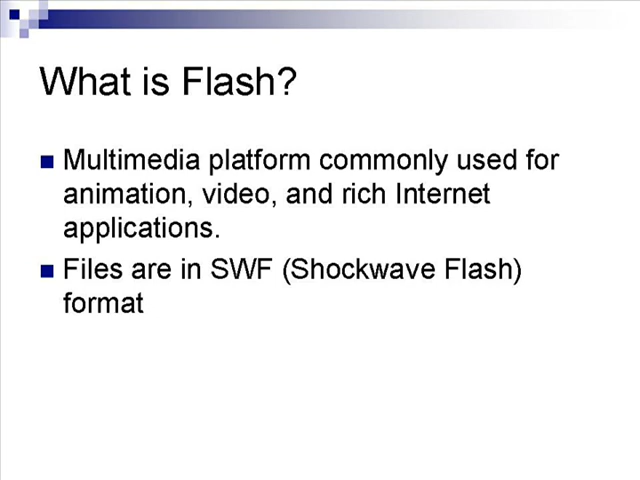 What is Flash?
Multimedia platform commonly used for
animation, video, and rich Internet
applications.
Files are in SWF (Shockwave Flash)
format